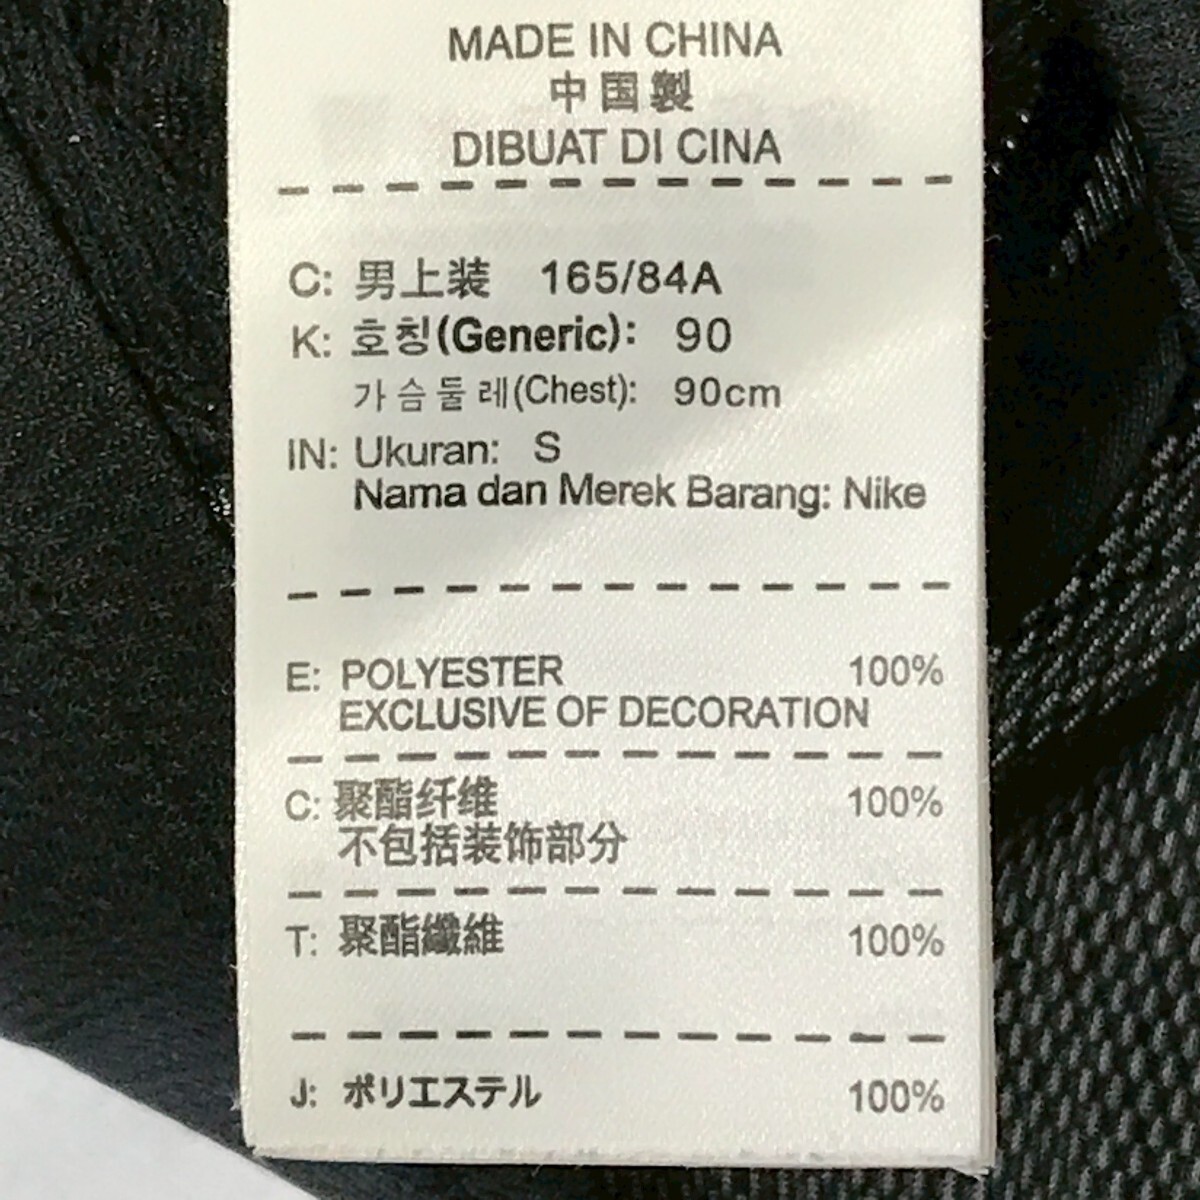 MADE IN CHINA
中国製
DIBUAT DI CINA
C: 男上装 165/84A
K: 호칭(Generic): 90
가슴둘레(Chest): 90cm
IN: Ukuran: S
Nama dan Merek Barang: Nike
E: POLYESTER 100%
EXCLUSIVE OF DECORATION
C: 聚酯纤维 100%
不包括装饰部分
T: 聚酯纖維 100%
J: ポリエステル 100%